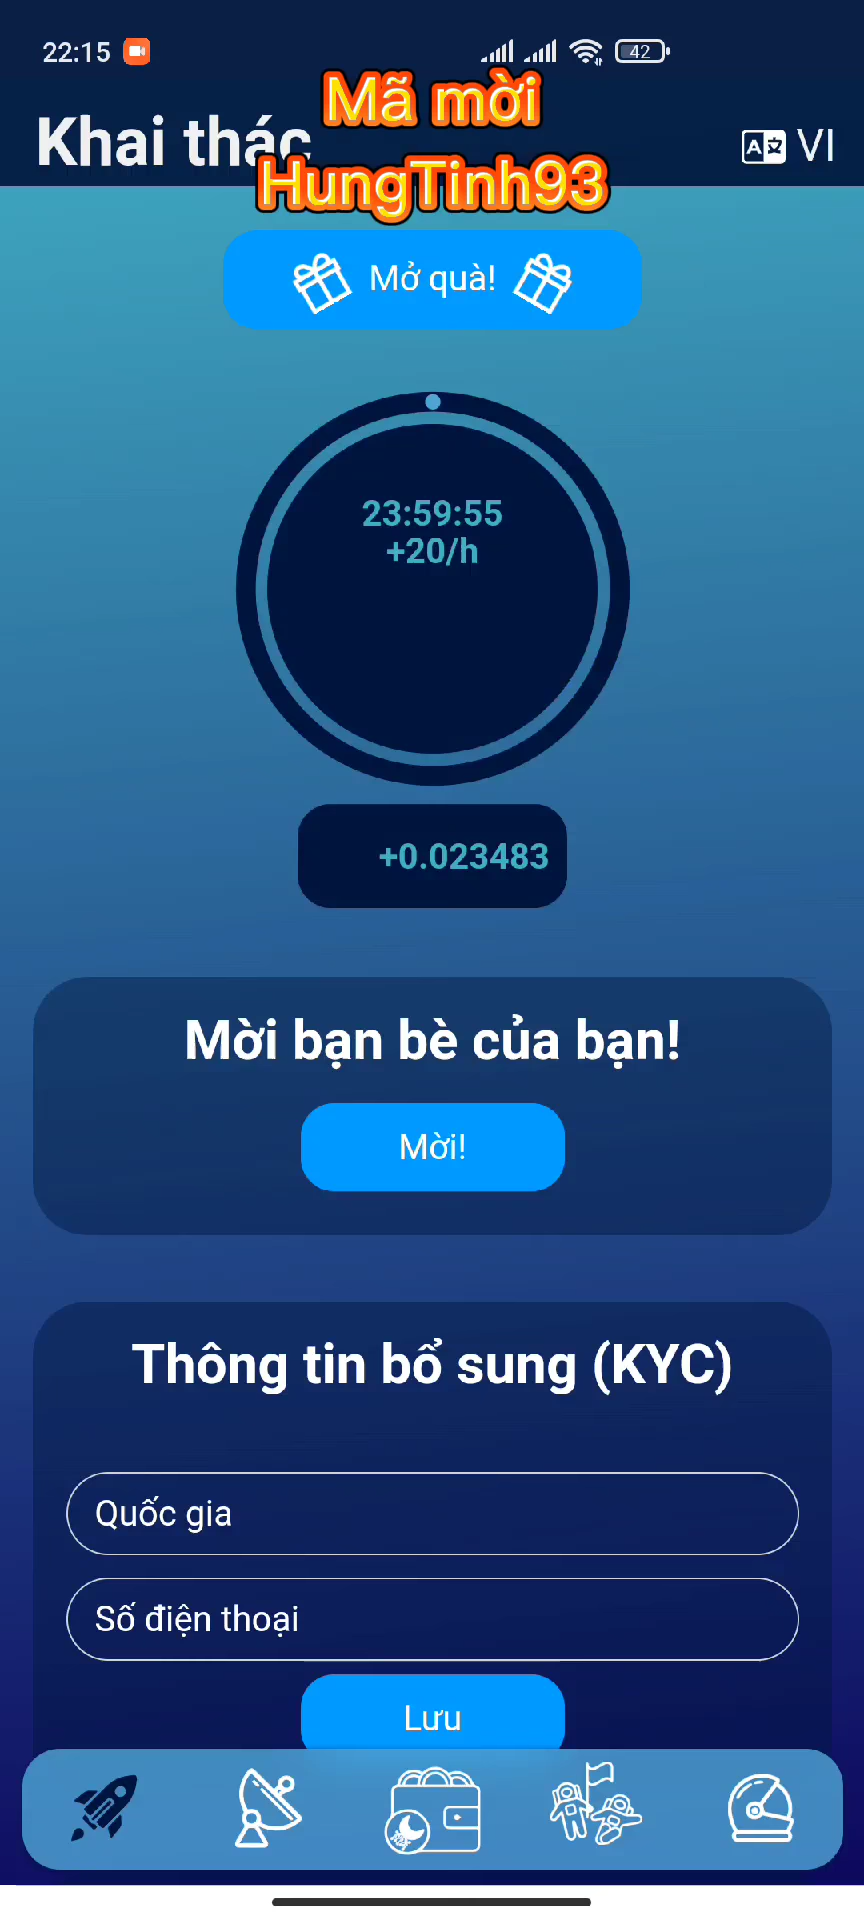 22:15
42
Mã mời
Khai thác
VI
HungTinh93
Mở quà!
23:59:55
+20/h
+0.023483
Mời bạn bè của bạn!
Mời!
Thông tin bổ sung (KYC)
Quốc gia
Số điện thoại
Lưu